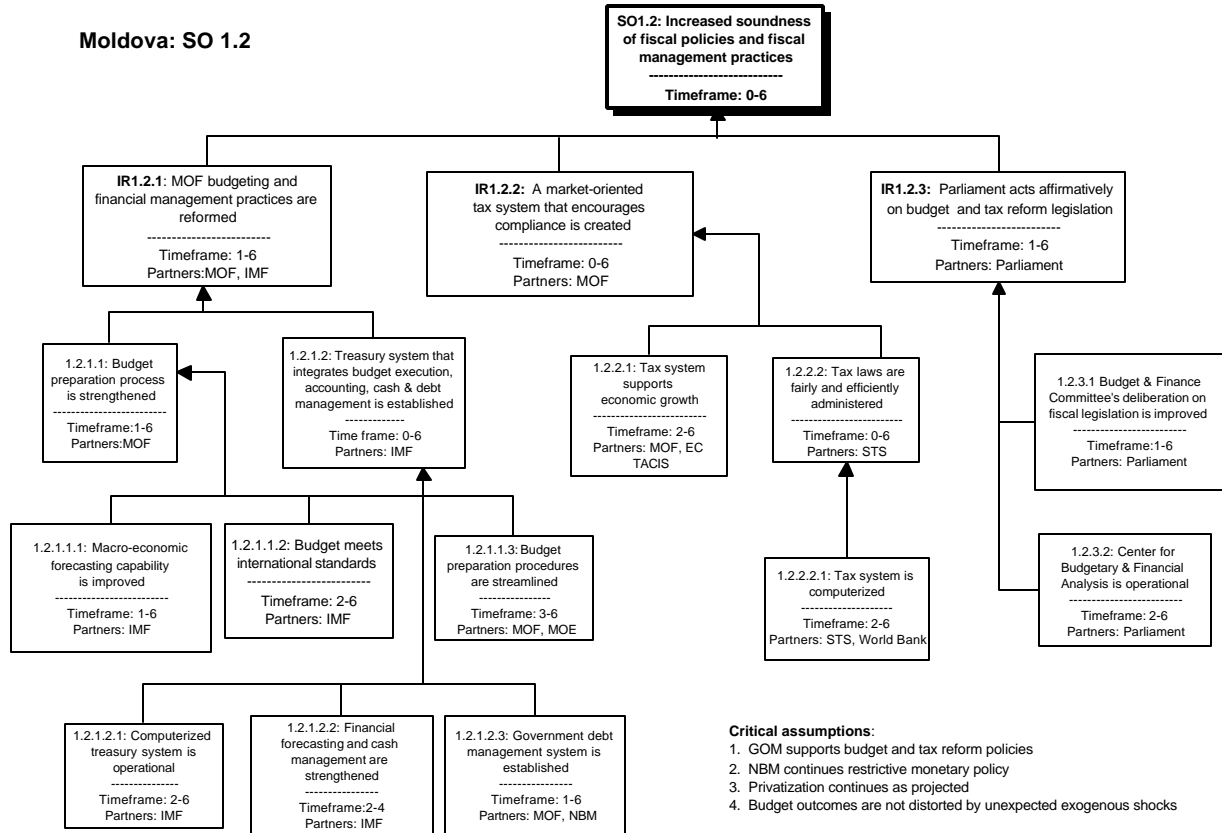 Moldova: SO 1.2
SO1.2: Increased soundness
of fiscal policies and fiscal
management practices
----------------------------
Timeframe: 0-6
IR1.2.1: MOF budgeting and
financial management practices are
reformed
-------------------------
Timeframe: 1-6
Partners:MOF, IMF
IR1.2.2: A market-oriented
tax system that encourages
compliance is created
-------------------------
Timeframe: 0-6
Partners: MOF
IR1.2.3: Parliament acts affirmatively
on budget and tax reform legislation
-------------------------
Timeframe: 1-6
Partners: Parliament
1.2.1.1: Budget
preparation process
is strengthened
-------------------------
Timeframe:1-6
Partners:MOF
1.2.1.2: Treasury system that
integrates budget execution,
accounting, cash & debt
management is established
-------------
Time frame: 0-6
Partners: IMF
1.2.2.1: Tax system
supports
economic growth
------------------------
Timeframe: 2-6
Partners: MOF, EC
TACIS
1.2.2.2: Tax laws are
fairly and efficiently
administered
------------------------
Timeframe: 0-6
Partners: STS
1.2.3.1 Budget & Finance
Committee's deliberation on
fiscal legislation is improved
-------------------------
Timeframe:1-6
Partners: Parliament
1.2.1.1.1: Macro-economic
forecasting capability
is improved
-------------------------
Timeframe: 1-6
Partners: IMF
1.2.1.1.2: Budget meets
international standards
-------------------------
Timeframe: 2-6
Partners: IMF
1.2.1.1.3: Budget
preparation procedures
are streamlined
----------------
Timeframe: 3-6
Partners: MOF, MOE
1.2.2.2.1: Tax system is
computerized
--------------------
Timeframe: 2-6
Partners: STS, World Bank
1.2.3.2: Center for
Budgetary & Financial
Analysis is operational
-------------------------
Timeframe: 2-6
Partners: Parliament
1.2.1.2.1: Computerized
treasury system is
operational
---------------
Timeframe: 2-6
Partners: IMF
1.2.1.2.2: Financial
forecasting and cash
management are
strengthened
----------------
Timeframe:2-4
Partners: IMF
1.2.1.2.3: Government debt
management system is
established
----------------
Timeframe: 1-6
Partners: MOF, NBM
Critical assumptions:
1. GOM supports budget and tax reform policies
2. NBM continues restrictive monetary policy
3. Privatization continues as projected
4. Budget outcomes are not distorted by unexpected exogenous shocks